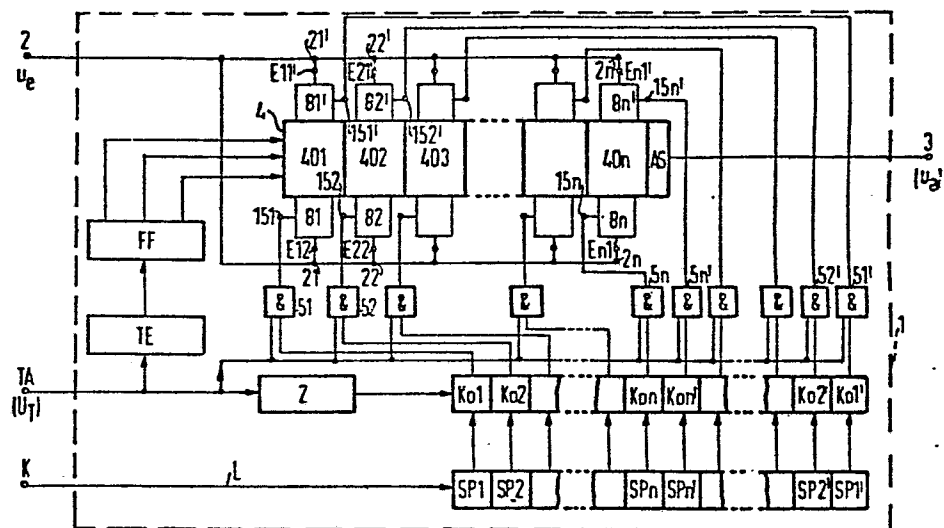 2
u_e
21'
22'
E11'
E21'
2n'
En1'
15n'
81'
82'
8n'
4
151'
152'
401
402
403
40n
AS
3
(u_a)
152
15n
151
81
82
8n
FF
E12
E22
En1
2n
21
22
5n
5n'
52'
51'
&
51
&
52
&
&
&
&
&
&
&
&
1
TE
TA
(U_T)
Z
Ko1
Ko2
Kon
Kon'
Ko2'
Ko1'
K
L
SP1
SP2
SPn
SPn'
SP2'
SP1'